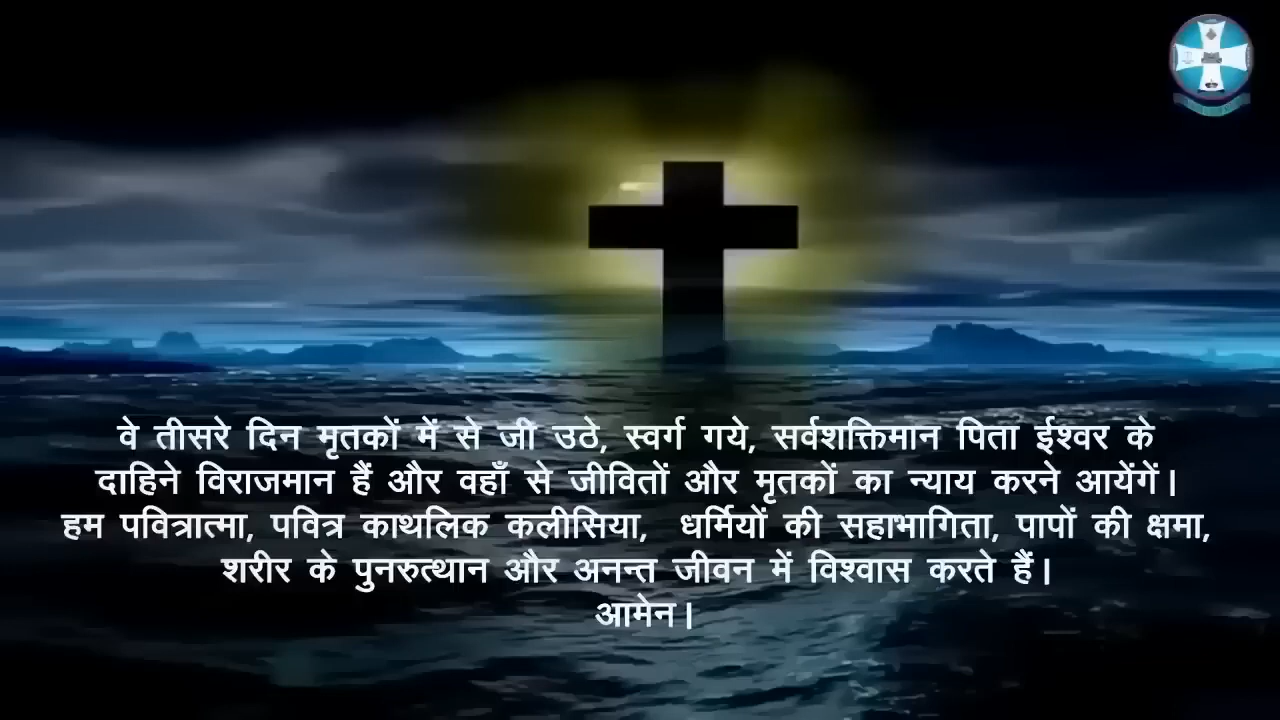 वे तीसरे दिन मृतकों में से जी उठे, स्वर्ग गये, सर्वशक्तिमान पिता ईश्वर के
दाहिने विराजमान हैं और वहाँ से जीवितों और मृतकों का न्याय करने आयेंगें।
हम पवित्रात्मा, पवित्र काथलिक कलीसिया, धर्मियों की सहाभागिता, पापों की क्षमा,
शरीर के पुनरुत्थान और अनन्त जीवन में विश्वास करते हैं।
आमेन।